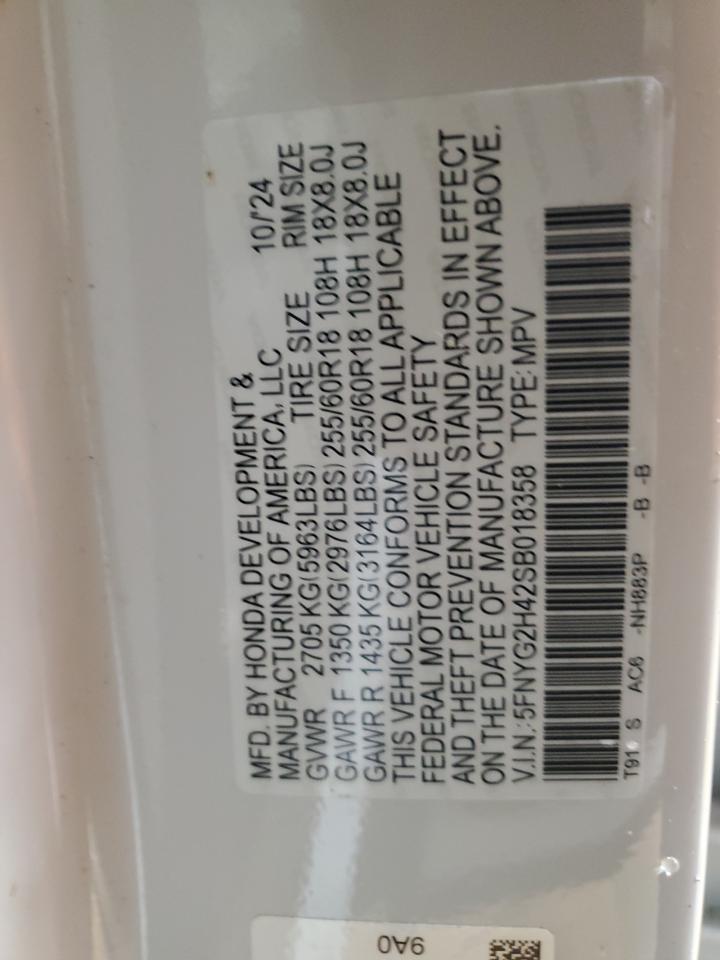 MFD. BY HONDA DEVELOPMENT &
MANUFACTURING OF AMERICA, LLC 10/'24
GVWR 2705 KG(5963LBS) TIRE SIZE RIM SIZE
GAWR F 1350 KG(2976LBS) 255/60R18 108H 18X8.0J
GAWR R 1435 KG(3164LBS) 255/60R18 108H 18X8.0J
THIS VEHICLE CONFORMS TO ALL APPLICABLE
FEDERAL MOTOR VEHICLE SAFETY
AND THEFT PREVENTION STANDARDS IN EFFECT
ON THE DATE OF MANUFACTURE SHOWN ABOVE.
V.I.N.:5FNYG2H42SB018358 TYPE:MPV
S AC6 -NH883P -B -B
9A0